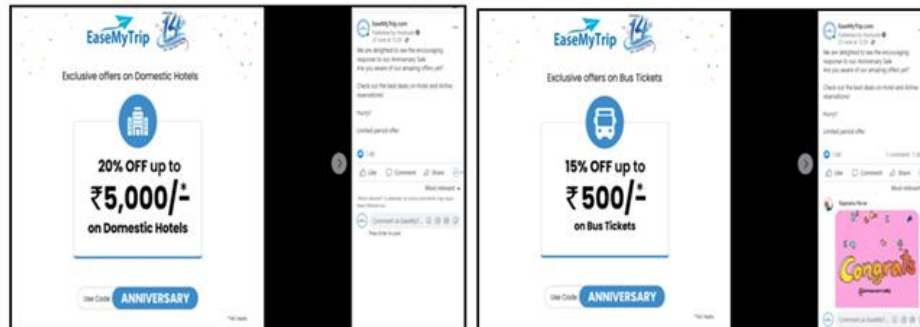 EaseMyTrip
Exclusive offers on Domestic Hotels
20% OFF up to
₹5,000/-*
on Domestic Hotels
Use Code ANNIVERSARY
EaseMyTrip.com
We are delighted to see the encouraging
response to our Anniversary Sale
Are you aware of our amazing offers yet?
Check out the best deals on Hotel and Airline
reservations!
Hurry!!
Limited period offer
Like Comment Share
Most relevant
EaseMyTrip
Exclusive offers on Bus Tickets
15% OFF up to
₹500/-*
on Bus Tickets
Use Code ANNIVERSARY
EaseMyTrip.com
We are delighted to see the encouraging
response to our Anniversary Sale
Are you aware of our amazing offers yet?
Check out the best deals on Hotel and Airline
reservations!
Hurry!!
Limited period offer
1 comment
Like Comment Share
Most relevant
Congrats